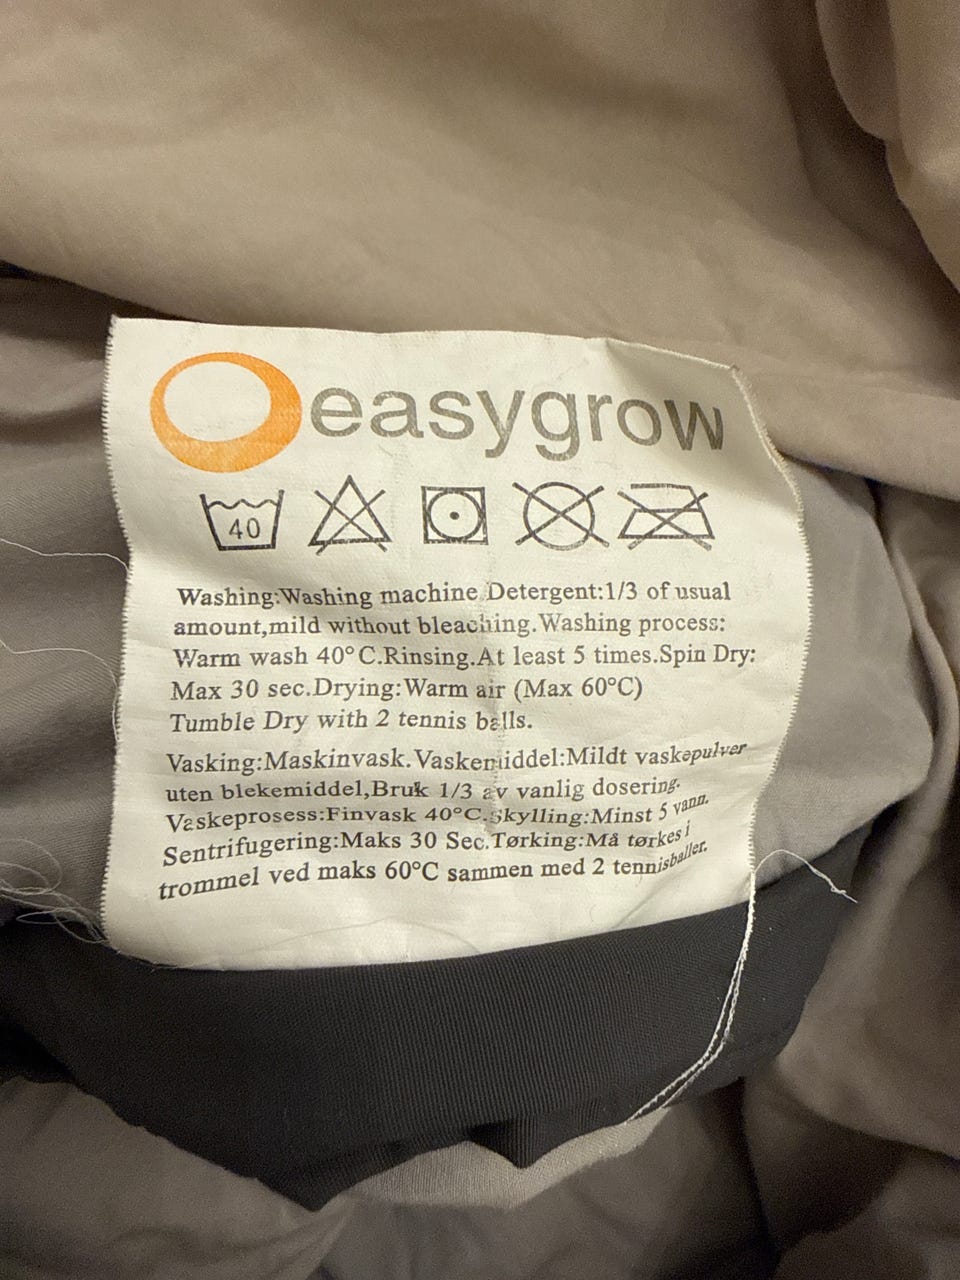 easygrow
40
Washing:Washing machine Detergent:1/3 of usual
amount,mild without bleaching.Washing process:
Warm wash 40°C.Rinsing.At least 5 times.Spin Dry:
Max 30 sec.Drying:Warm air (Max 60°C)
Tumble Dry with 2 tennis balls.
Vasking:Maskinvask.Vaskemiddel:Mildt vaskepulver
uten blekemiddel,Bruk 1/3 av vanlig dosering.
Vaskeprosess:Finvask 40°C.Skylling:Minst 5 vann.
Sentrifugering:Maks 30 Sec.Tørking:Må tørkes i
trommel ved maks 60°C sammen med 2 tennisballer.